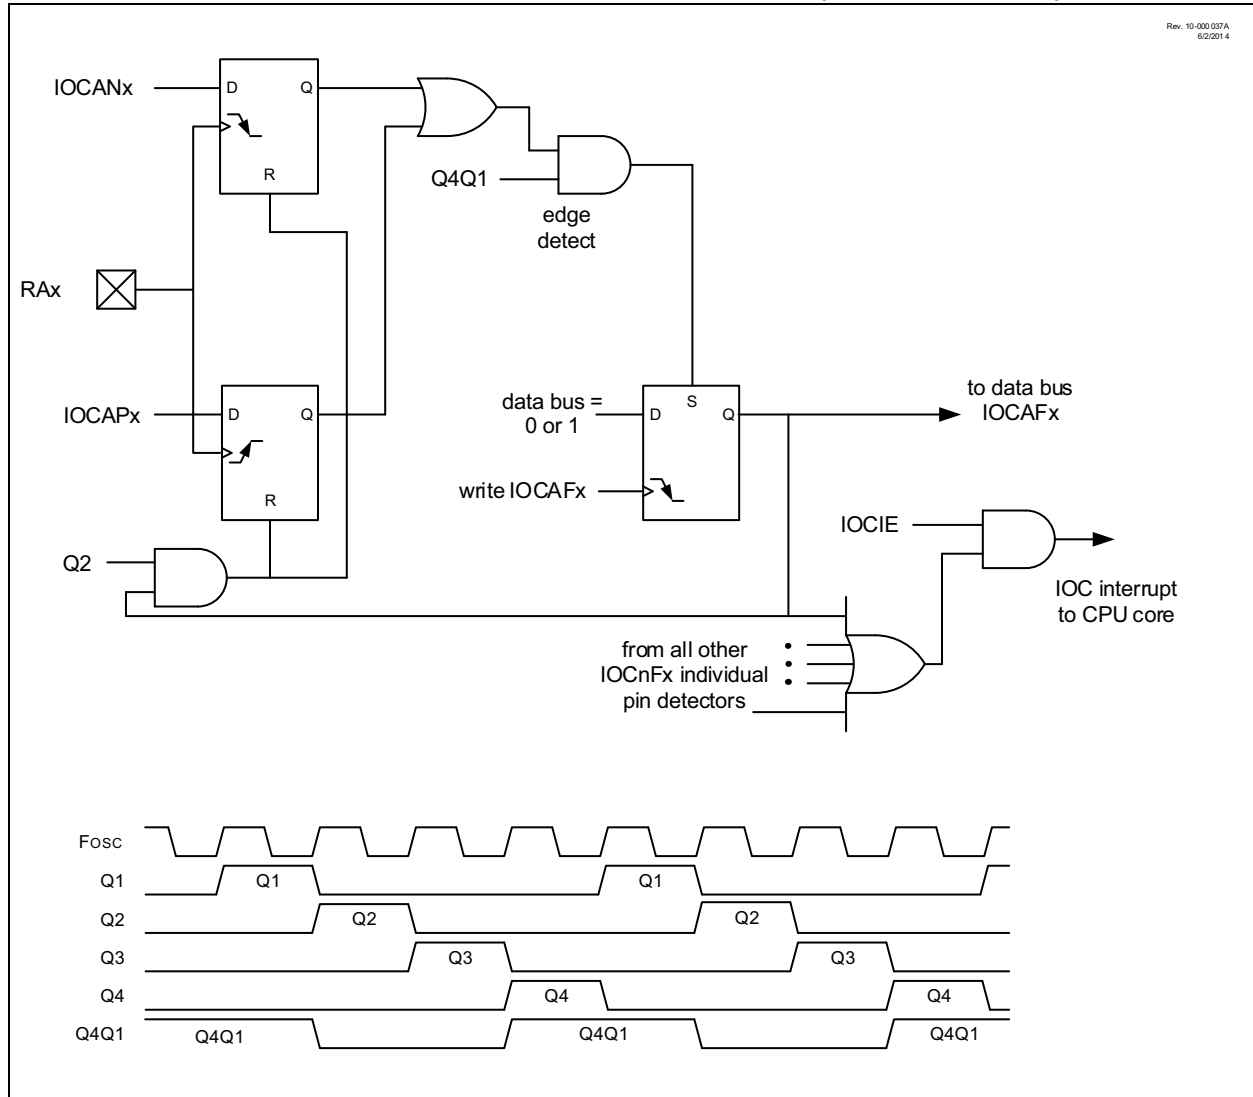 Rev. 10-000 037A
6/2/201 4
IOCANx
D
Q
R
Q4Q1
edge
detect
RAx
IOCAPx
D
Q
R
data bus =
0 or 1
D
S
Q
to data bus
IOCAFx
write IOCAFx
IOCIE
Q2
IOC interrupt
to CPU core
from all other
IOCnFx individual
pin detectors
FOSC
Q1
Q1
Q1
Q2
Q2
Q2
Q3
Q3
Q3
Q4
Q4
Q4
Q4Q1
Q4Q1
Q4Q1
Q4Q1